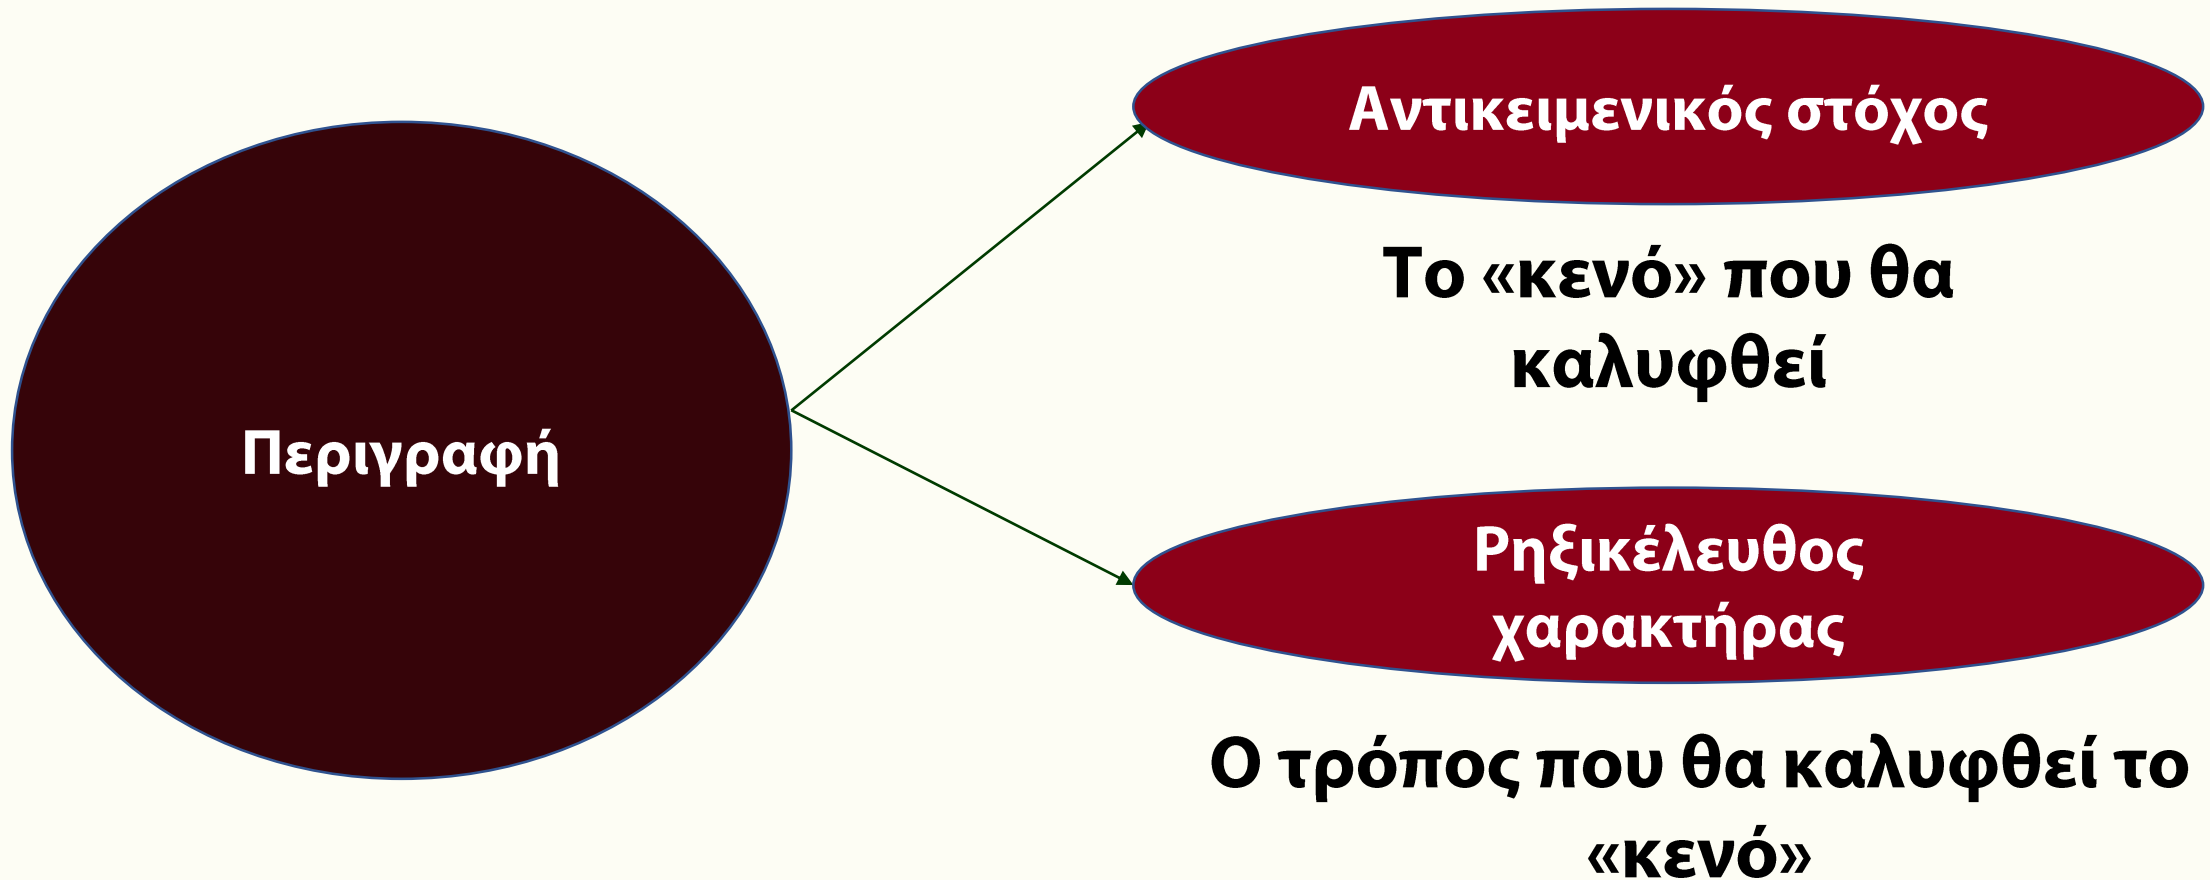 Περιγραφή
Αντικειμενικός στόχος
Το «κενό» που θα
καλυφθεί
Ρηξικέλευθος
χαρακτήρας
Ο τρόπος που θα καλυφθεί το
«κενό»